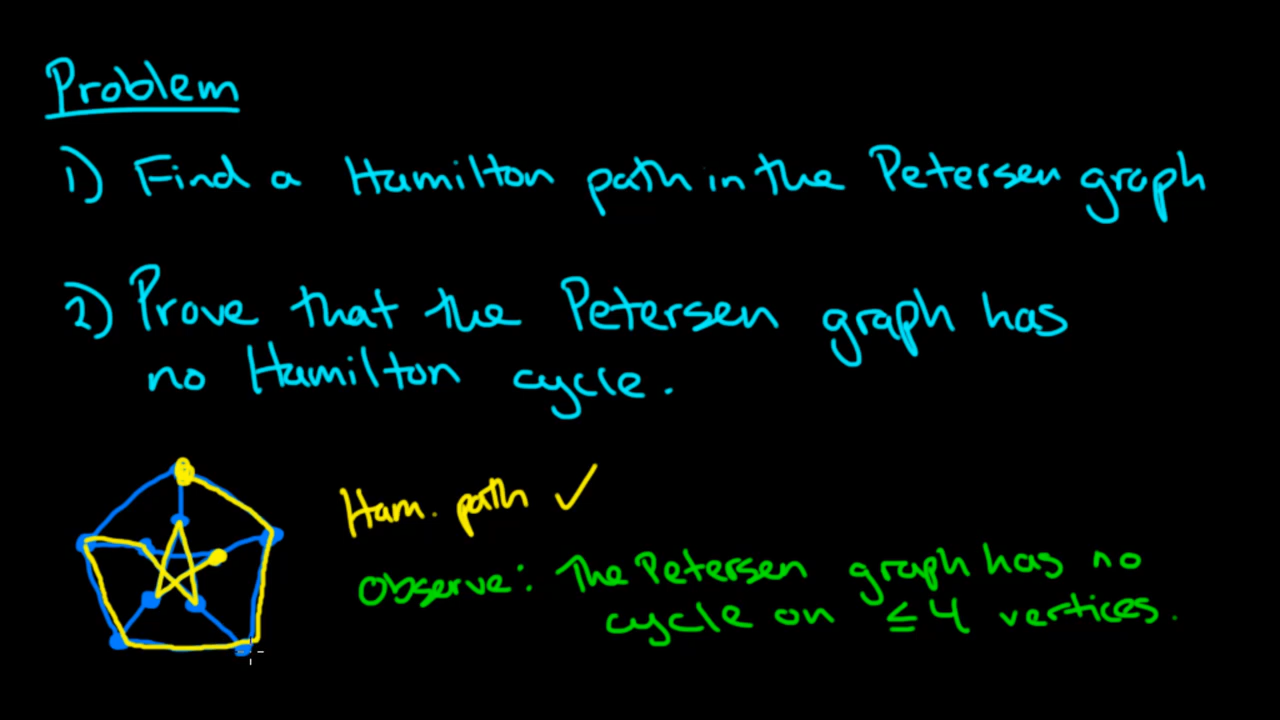 Problem
1) Find a Hamilton path in the Petersen graph
2) Prove that the Petersen graph has
no Hamilton cycle.
Ham. path ✓
Observe: The Petersen graph has no
cycle on ≤ 4 vertices.